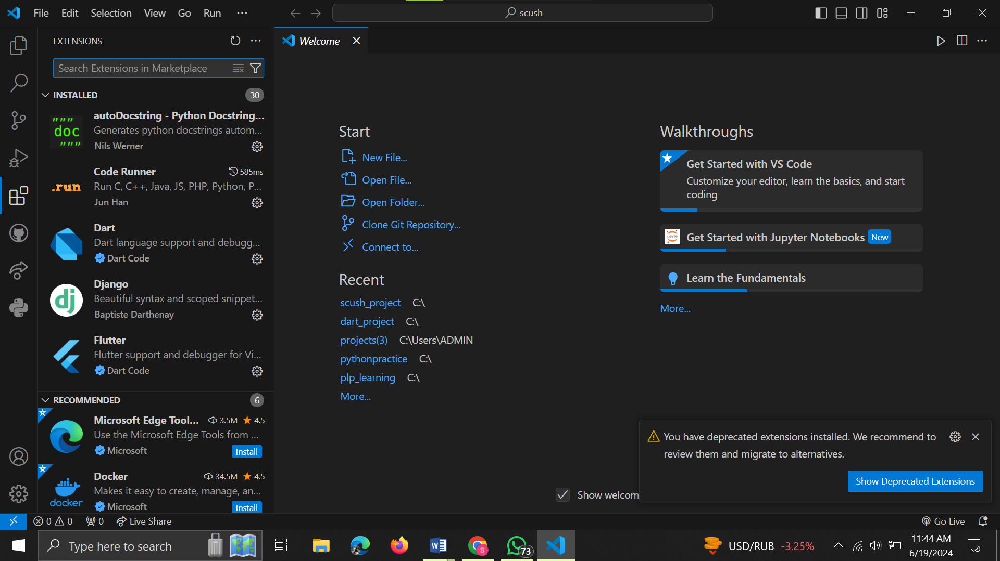 File Edit Selection View Go Run ...
scush
EXTENSIONS
Welcome
Search Extensions in Marketplace
INSTALLED 30
""" doc """
autoDocstring - Python Docstring...
Generates python docstrings autom...
Nils Werner
.run
Code Runner 585ms
Run C, C++, Java, JS, PHP, Python, P...
Jun Han
Dart
Dart language support and debugg...
Dart Code
dj
Django
Beautiful syntax and scoped snippet...
Baptiste Darthenay
Flutter
Flutter support and debugger for Vi...
Dart Code
RECOMMENDED 6
Microsoft Edge Tool... 3.5M 4.5
Use the Microsoft Edge Tools from ...
Microsoft Install
docker
Docker 34.5M 4.5
Makes it easy to create, manage, an...
Microsoft Install
Start
New File...
Open File...
Open Folder...
Clone Git Repository...
Connect to...
Recent
scush_project C:\
dart_project C:\
projects(3) C:\Users\ADMIN
pythonpractice C:\
plp_learning C:\
More...
Walkthroughs
Get Started with VS Code
Customize your editor, learn the basics, and start
coding
jupyter
Get Started with Jupyter Notebooks New
Learn the Fundamentals
More...
You have deprecated extensions installed. We recommend to
review them and migrate to alternatives.
Show Deprecated Extensions
Show welcom
0 0 0 Live Share
Go Live
Type here to search
W
S
73
USD/RUB -3.25%
11:44 AM
6/19/2024